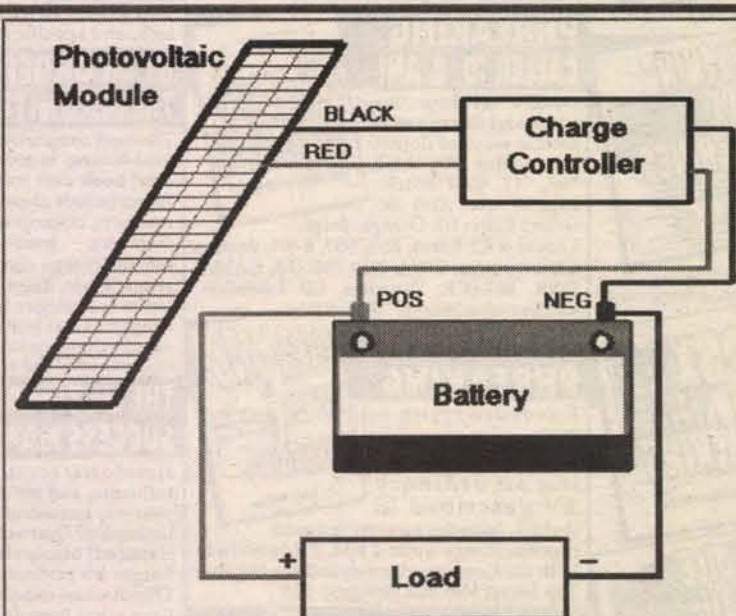 Photovoltaic
Module
BLACK
RED
Charge
Controller
POS
NEG
Battery
+
Load
–